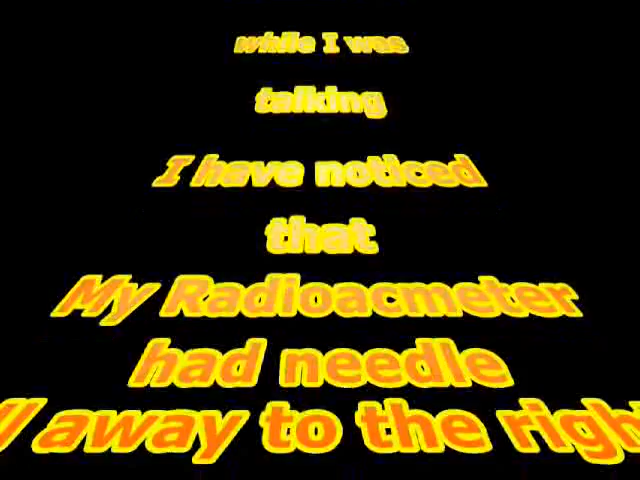 while I was
talking
I have noticed
that
My Radioacmeter
had needle
away to the